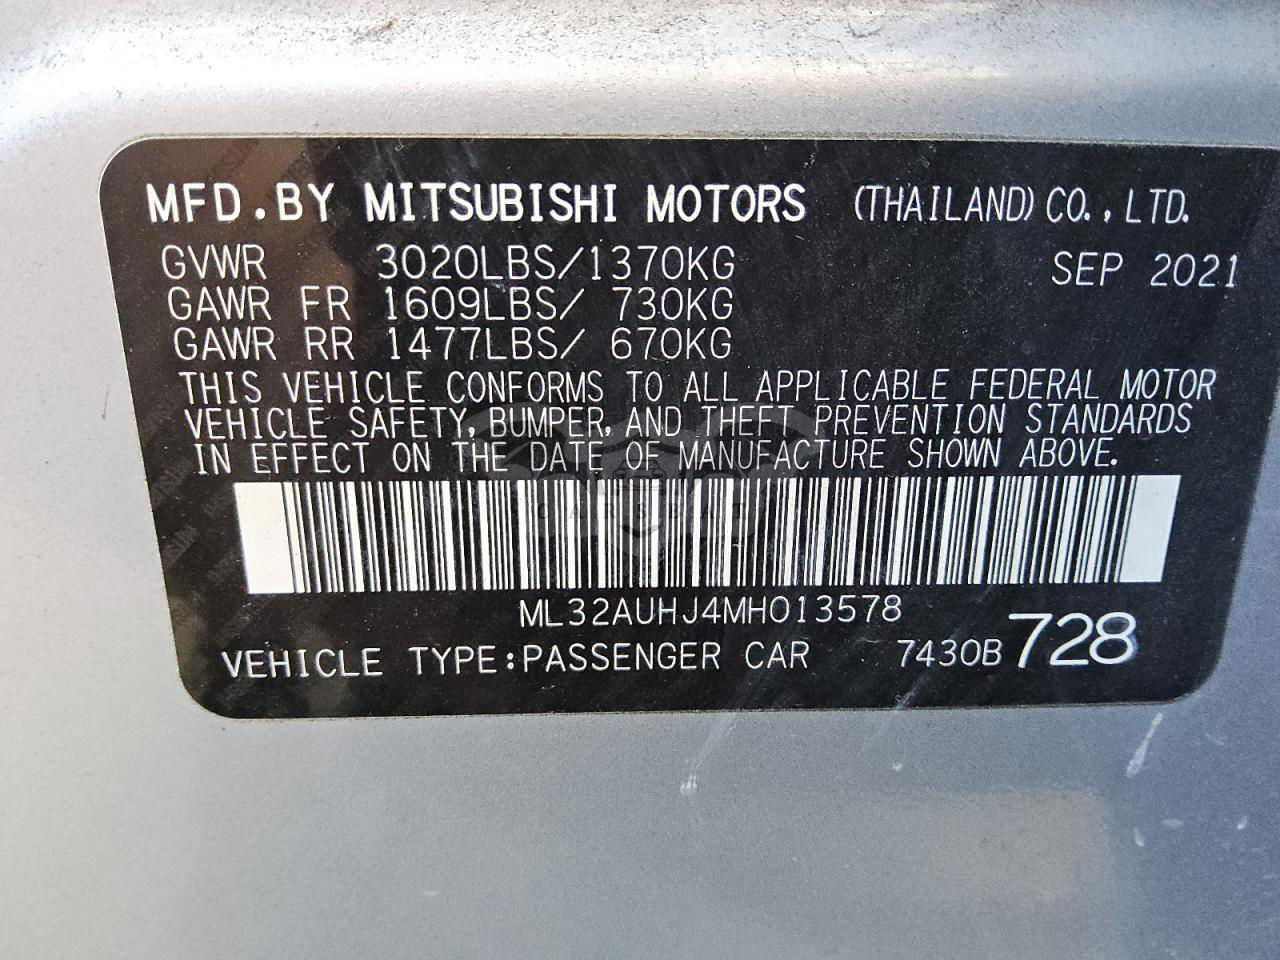 MFD.BY MITSUBISHI MOTORS (THAILAND) CO.,LTD.
GVWR 3020LBS/1370KG SEP 2021
GAWR FR 1609LBS/ 730KG
GAWR RR 1477LBS/ 670KG
THIS VEHICLE CONFORMS TO ALL APPLICABLE FEDERAL MOTOR
VEHICLE SAFETY, BUMPER, AND THEFT PREVENTION STANDARDS
IN EFFECT ON THE DATE OF MANUFACTURE SHOWN ABOVE.
ML32AUHJ4MH013578
VEHICLE TYPE:PASSENGER CAR 7430B 728